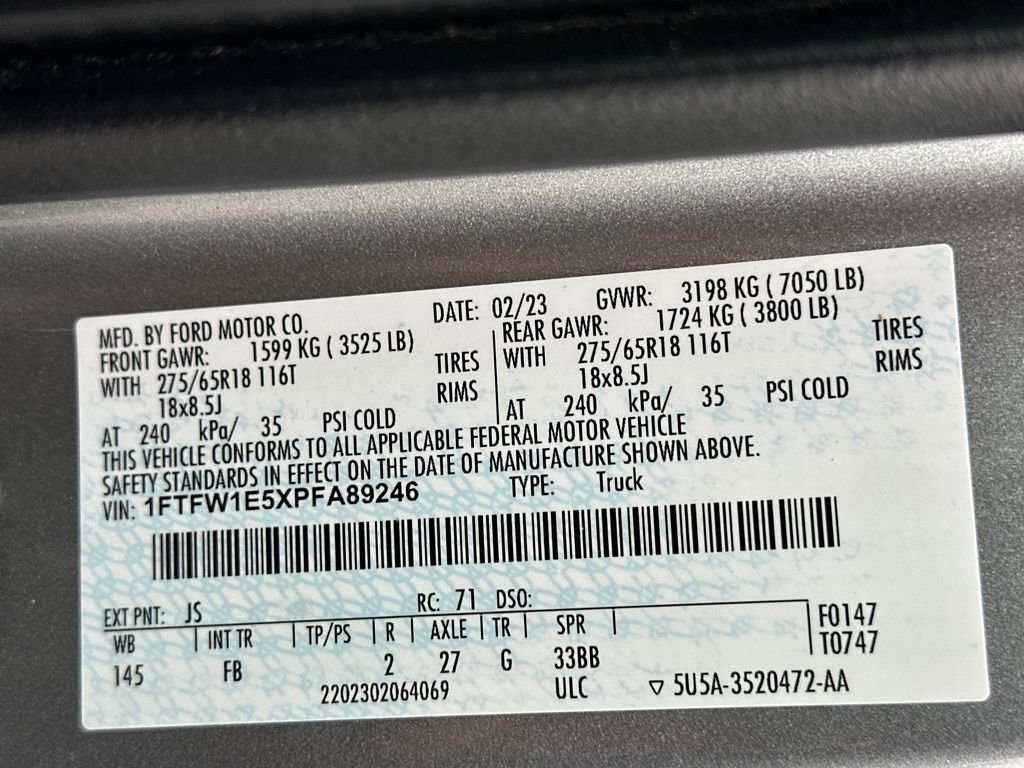 MFD. BY FORD MOTOR CO. DATE: 02/23 GVWR: 3198 KG ( 7050 LB)
FRONT GAWR: 1599 KG ( 3525 LB) REAR GAWR: 1724 KG ( 3800 LB)
WITH 275/65R18 116T TIRES WITH 275/65R18 116T TIRES
18x8.5J RIMS 18x8.5J RIMS
AT 240 kPa/ 35 PSI COLD AT 240 kPa/ 35 PSI COLD
THIS VEHICLE CONFORMS TO ALL APPLICABLE FEDERAL MOTOR VEHICLE
SAFETY STANDARDS IN EFFECT ON THE DATE OF MANUFACTURE SHOWN ABOVE.
VIN: 1FTFW1E5XPFA89246 TYPE: Truck
EXT PNT: JS RC: 71 DSO:
WB INT TR TP/PS R AXLE TR SPR F0147
145 FB 2 27 G 33BB T0747
2202302064069 ULC ▽ 5U5A-3520472-AA